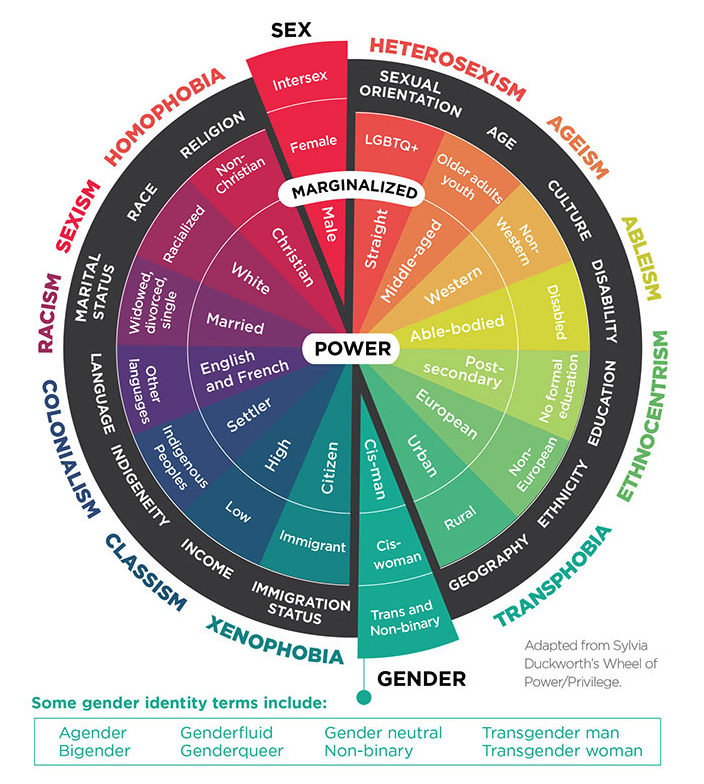 SEX
HETEROSEXISM
AGEISM
ABLEISM
ETHNOCENTRISM
TRANSPHOBIA
XENOPHOBIA
CLASSISM
COLONIALISM
RACISM
SEXISM
HOMOPHOBIA
SEXUAL
ORIENTATION
AGE
CULTURE
DISABILITY
EDUCATION
ETHNICITY
GEOGRAPHY
IMMIGRATION
STATUS
INCOME
INDIGENEITY
LANGUAGE
MARITAL
STATUS
RACE
RELIGION
Intersex
Female
Male
LGBTQ+
Straight
Older adults
youth
Middle-aged
Non-
Western
Western
Disabled
Able-bodied
No formal
education
Post-
secondary
Non-
European
European
Rural
Urban
Cis-man
Cis-
woman
Trans and
Non-binary
Immigrant
Citizen
Low
High
Indigenous
Peoples
Settler
Other
languages
English
and French
Widowed,
divorced,
single
Married
Racialized
White
Non-
Christian
Christian
MARGINALIZED
POWER
GENDER
Adapted from Sylvia
Duckworth’s Wheel of
Power/Privilege.
Some gender identity terms include:
Agender Genderfluid Gender neutral Transgender man
Bigender Genderqueer Non-binary Transgender woman